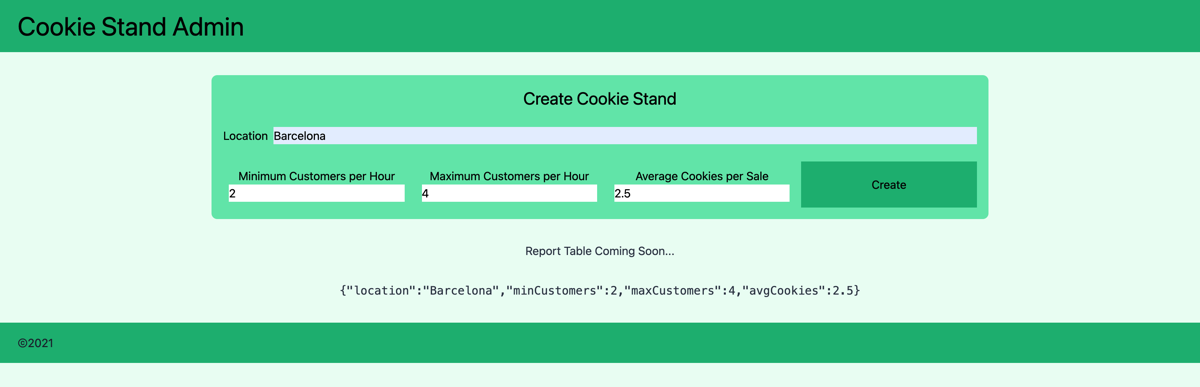 Cookie Stand Admin
Create Cookie Stand
Location Barcelona
Minimum Customers per Hour Maximum Customers per Hour Average Cookies per Sale
2 4 2.5
Create
Report Table Coming Soon...
{"location":"Barcelona","minCustomers":2,"maxCustomers":4,"avgCookies":2.5}
©2021